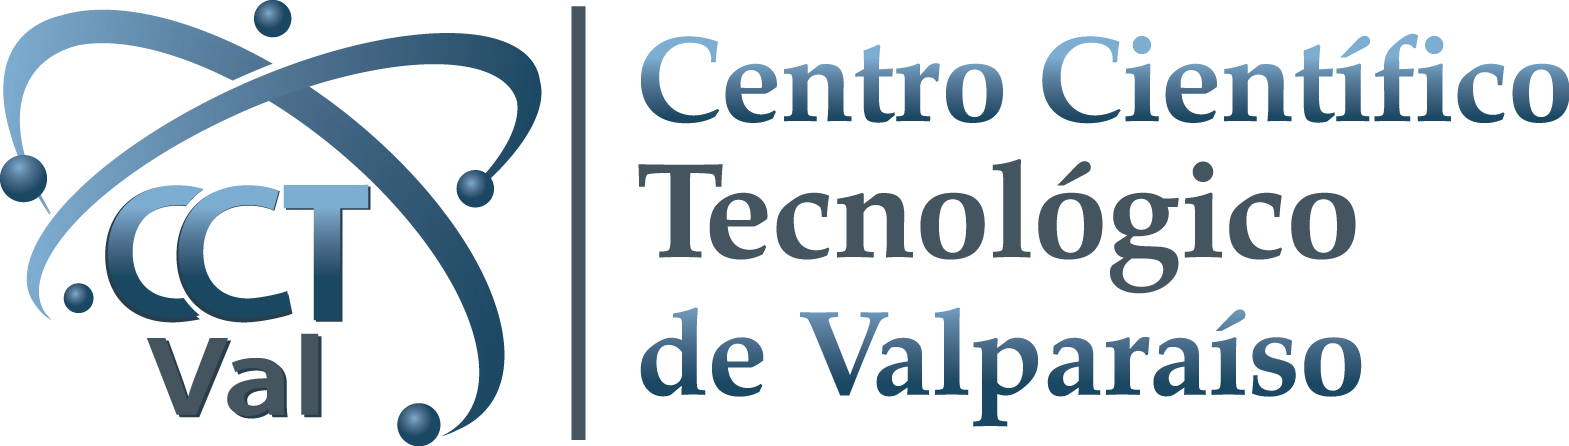 CCT
Val
Centro Científico
Tecnológico
de Valparaíso